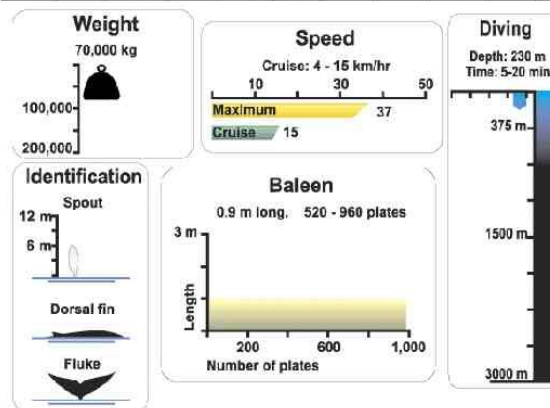 Weight
70,000 kg
100,000
200,000
Speed
Cruise: 4 - 15 km/hr
10 30 50
Maximum 37
Cruise 15
Diving
Depth: 230 m
Time: 5-20 min
375 m
1500 m
3000 m
Identification
Spout
12 m
6 m
Dorsal fin
Fluke
Baleen
0.9 m long. 520 - 960 plates
3 m
Length
200 600 1,000
Number of plates